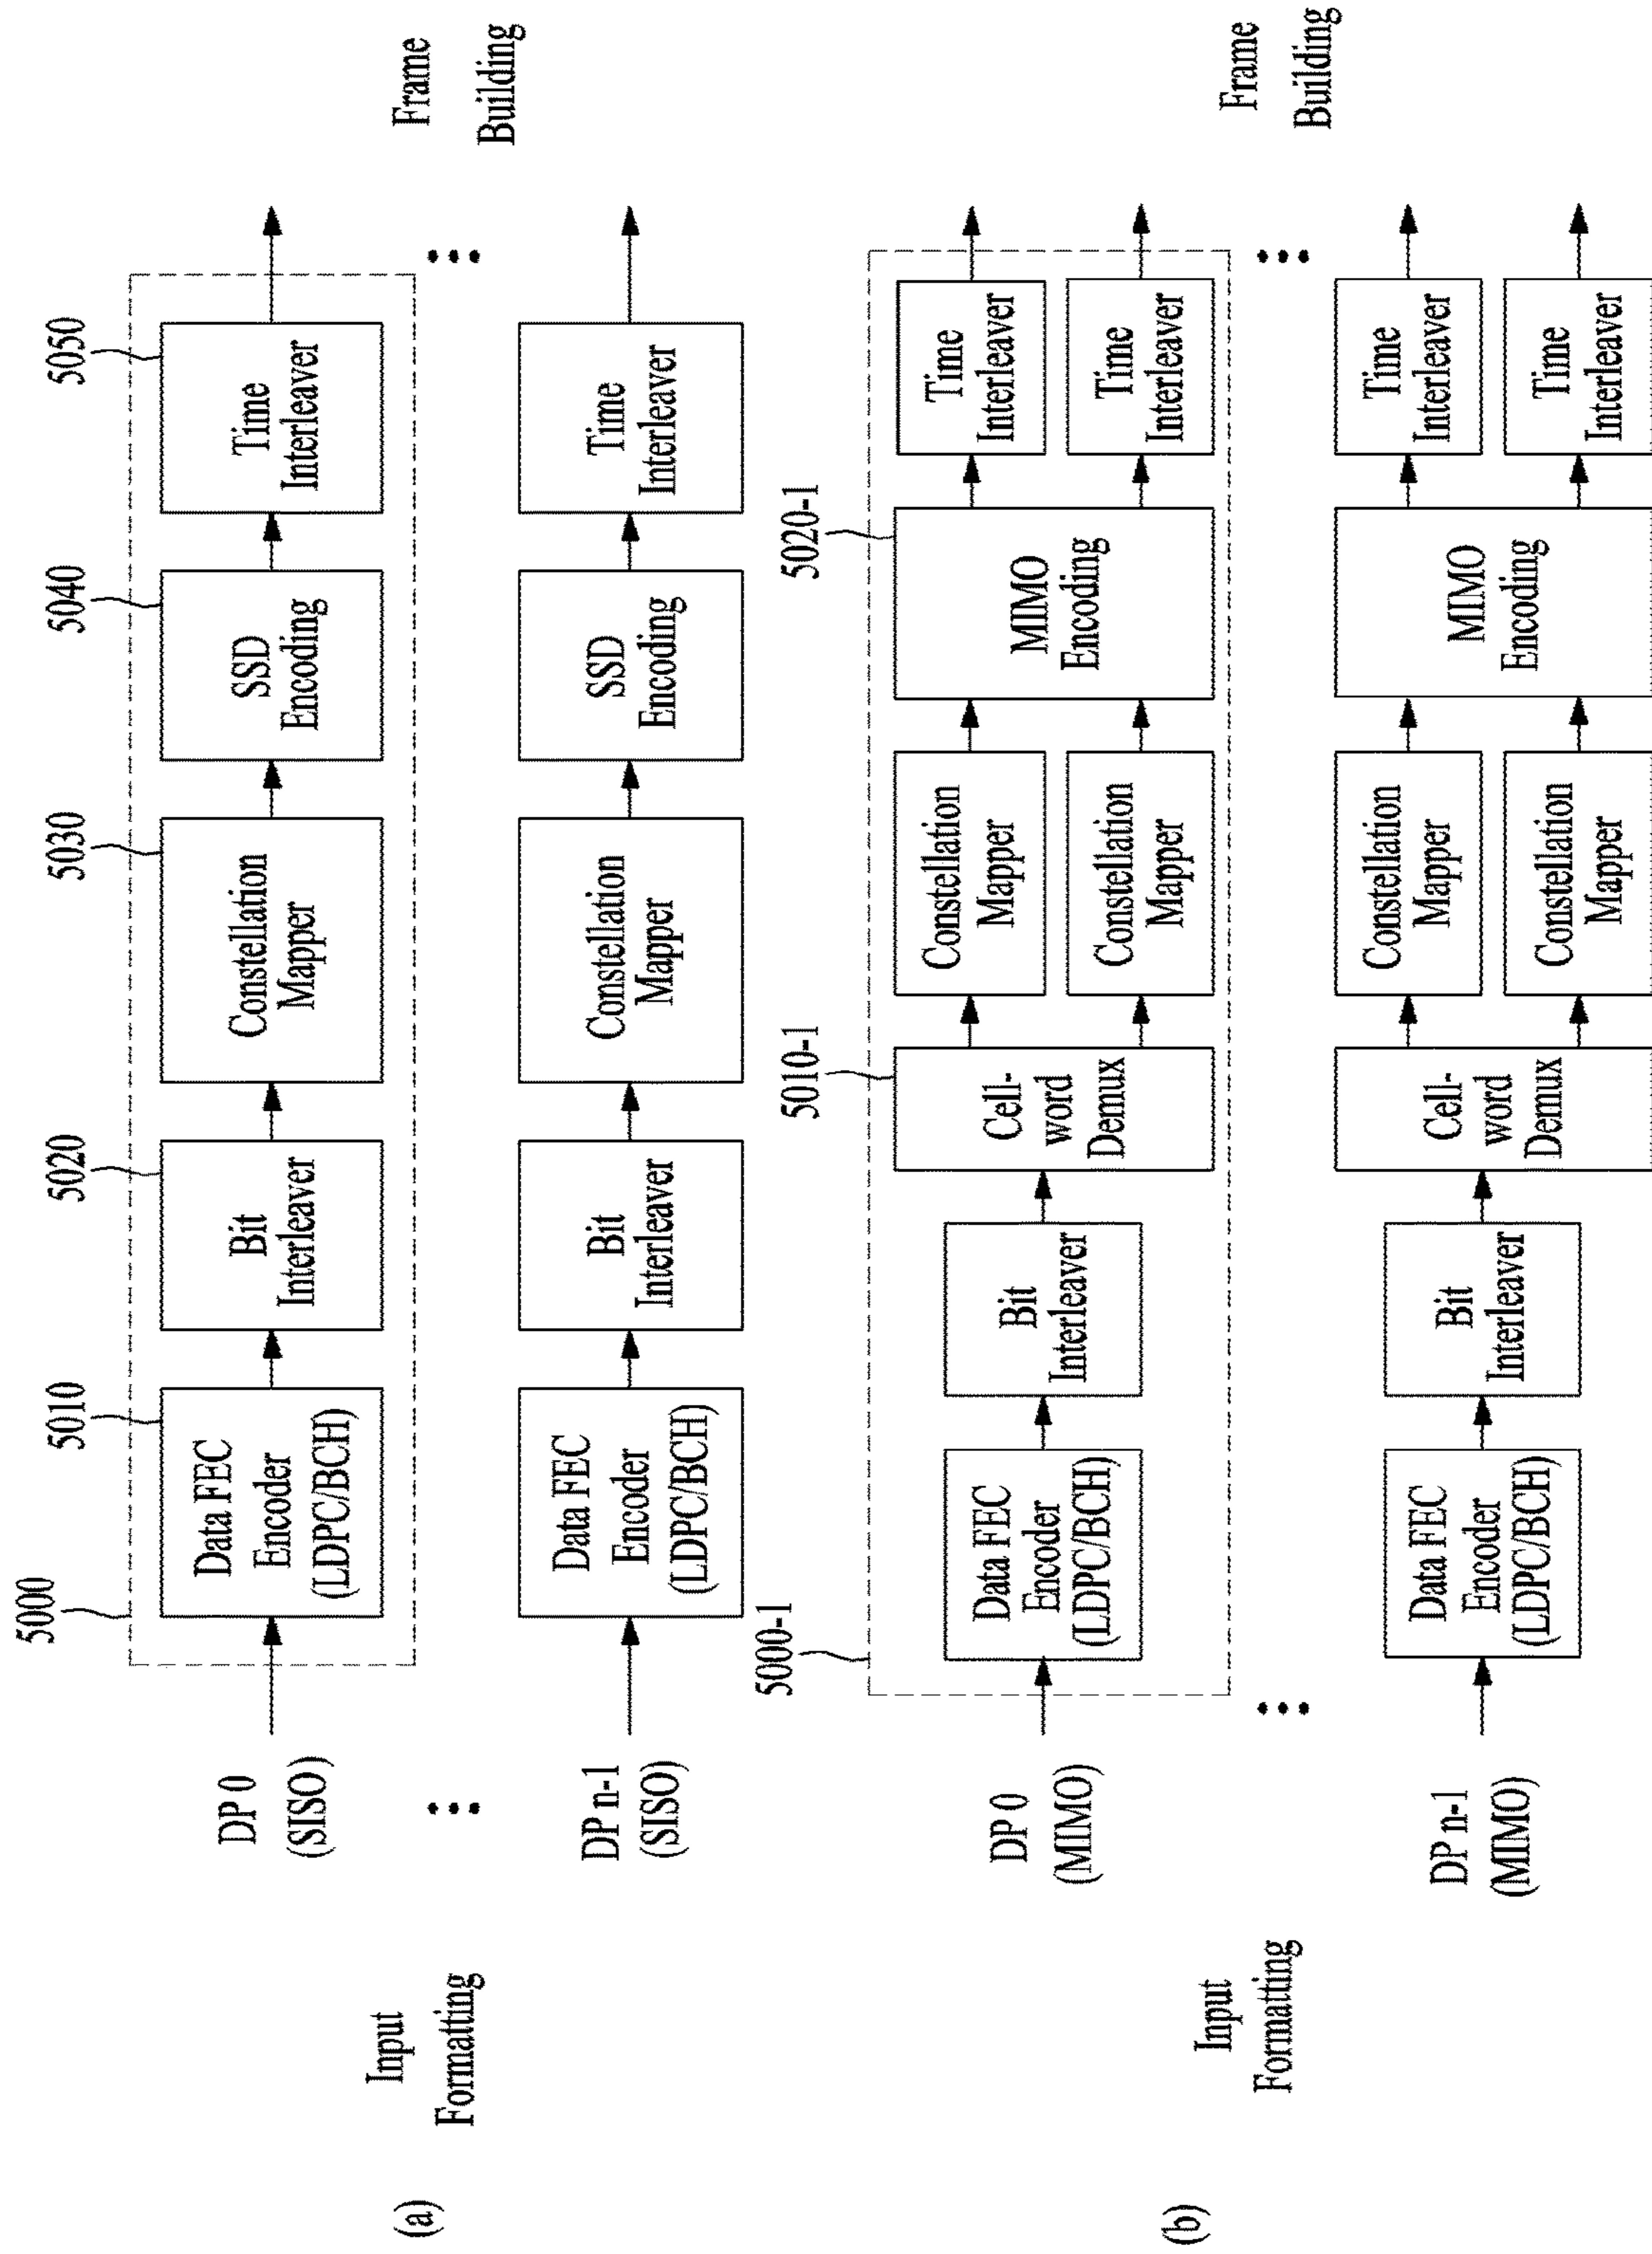 (a)
Input
Formatting
DP 0
(SISO)
5000
Data FEC
Encoder
(LDPC/BCH)
5010
Bit
Interleaver
5020
Constellation
Mapper
5030
SSD
Encoding
5040
Time
Interleaver
5050
Frame
Building
DP n-1
(SISO)
Data FEC
Encoder
(LDPC/BCH)
Bit
Interleaver
Constellation
Mapper
SSD
Encoding
Time
Interleaver
(b)
Input
Formatting
DP 0
(MIMO)
5000-1
Data FEC
Encoder
(LDPC/BCH)
Bit
Interleaver
5010-1
Cell-
word
Demux
Constellation
Mapper
Constellation
Mapper
5020-1
MIMO
Encoding
Time
Interleaver
Time
Interleaver
Frame
Building
DP n-1
(MIMO)
Data FEC
Encoder
(LDPC/BCH)
Bit
Interleaver
Cell-
word
Demux
Constellation
Mapper
Constellation
Mapper
MIMO
Encoding
Time
Interleaver
Time
Interleaver